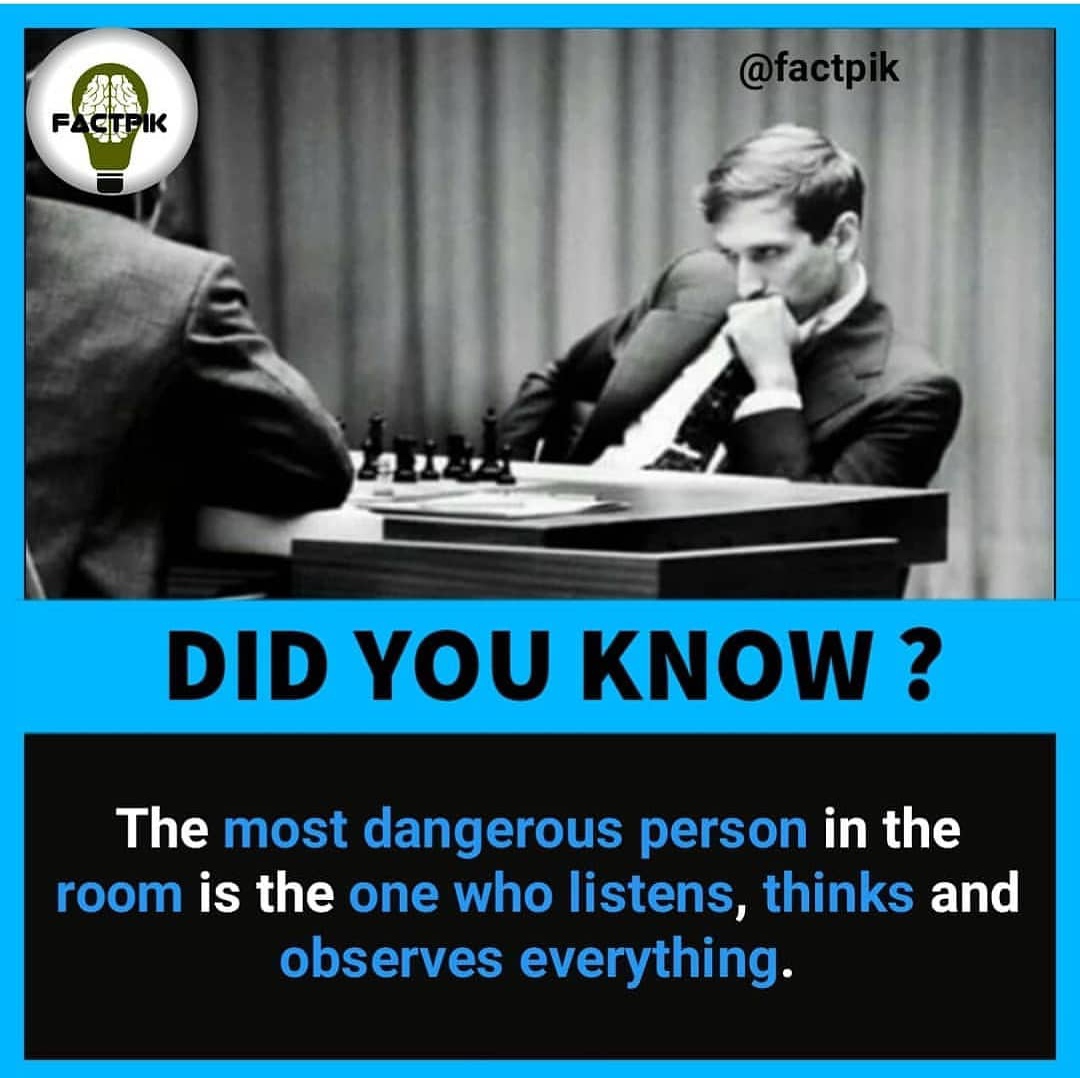 @factpik
FACTPIK
DID YOU KNOW ?
The most dangerous person in the
room is the one who listens, thinks and
observes everything.